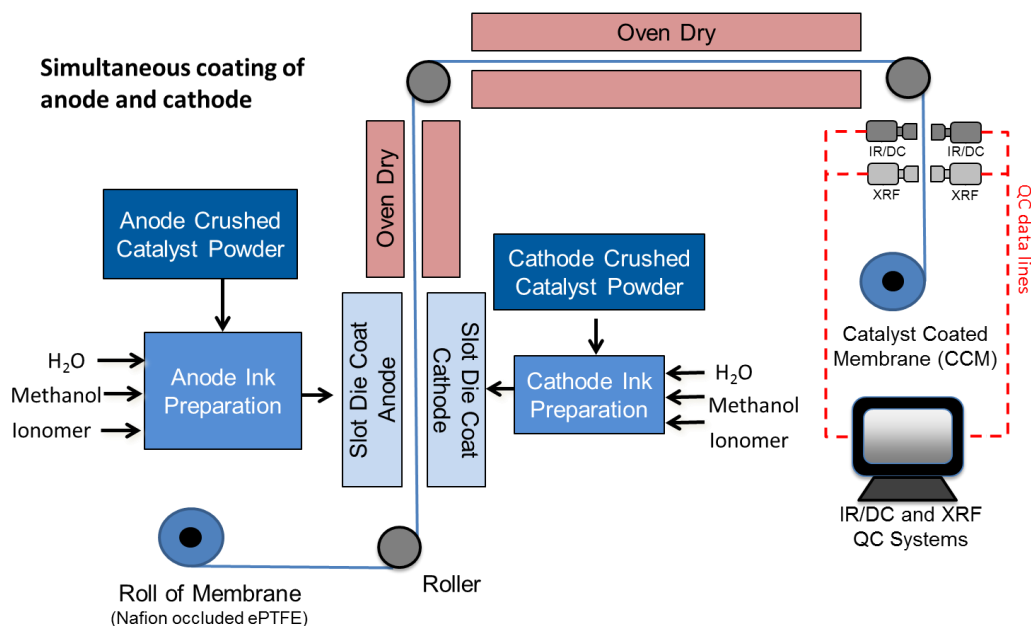 Simultaneous coating of
anode and cathode
Oven Dry
Oven Dry
IR/DC
IR/DC
XRF
XRF
QC data lines
Anode Crushed
Catalyst Powder
Cathode Crushed
Catalyst Powder
H₂O
Methanol
Ionomer
Anode Ink
Preparation
Slot Die Coat
Anode
Slot Die Coat
Cathode
Cathode Ink
Preparation
H₂O
Methanol
Ionomer
Catalyst Coated
Membrane (CCM)
IR/DC and XRF
QC Systems
Roller
Roll of Membrane
(Nafion occluded ePTFE)